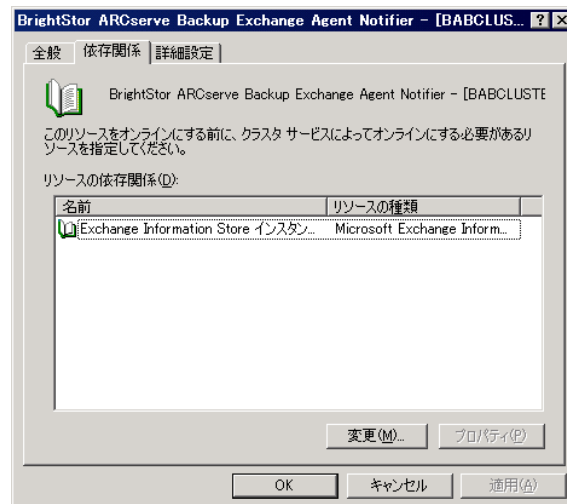 BrightStor ARCserve Backup Exchange Agent Notifier - [BABCLUS...
全般 依存関係 詳細設定
BrightStor ARCserve Backup Exchange Agent Notifier - [BABCLUSTE
このリソースをオンラインにする前に、クラスタ サービスによってオンラインにする必要があるリ
ソースを指定してください。
リソースの依存関係(D):
名前 リソースの種類
Exchange Information Store インスタン... Microsoft Exchange Inform...
変更(M)... プロパティ(P)
OK キャンセル 適用(A)